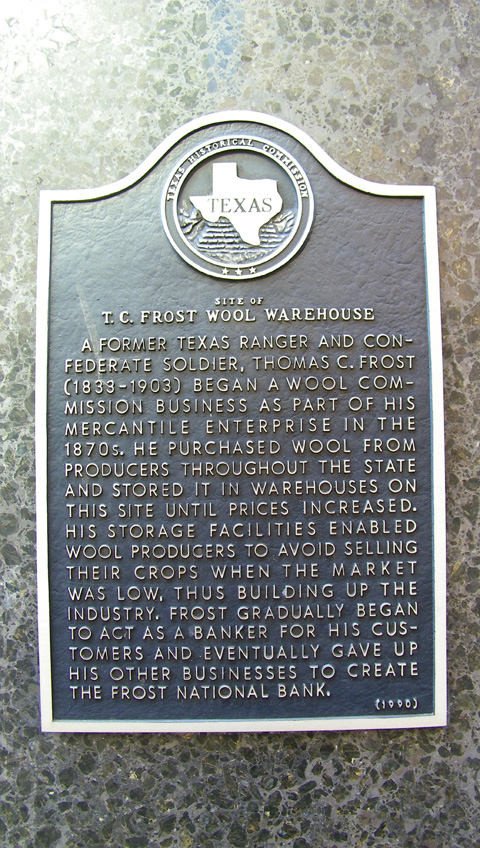 TEXAS HISTORICAL COMMISSION
TEXAS
SITE OF
T. C. FROST WOOL WAREHOUSE
A FORMER TEXAS RANGER AND CON-
FEDERATE SOLDIER, THOMAS C. FROST
(1833-1903) BEGAN A WOOL COM-
MISSION BUSINESS AS PART OF HIS
MERCANTILE ENTERPRISE IN THE
1870s. HE PURCHASED WOOL FROM
PRODUCERS THROUGHOUT THE STATE
AND STORED IT IN WAREHOUSES ON
THIS SITE UNTIL PRICES INCREASED.
HIS STORAGE FACILITIES ENABLED
WOOL PRODUCERS TO AVOID SELLING
THEIR CROPS WHEN THE MARKET
WAS LOW, THUS BUILDING UP THE
INDUSTRY. FROST GRADUALLY BEGAN
TO ACT AS A BANKER FOR HIS CUS-
TOMERS AND EVENTUALLY GAVE UP
HIS OTHER BUSINESSES TO CREATE
THE FROST NATIONAL BANK.
(1990)